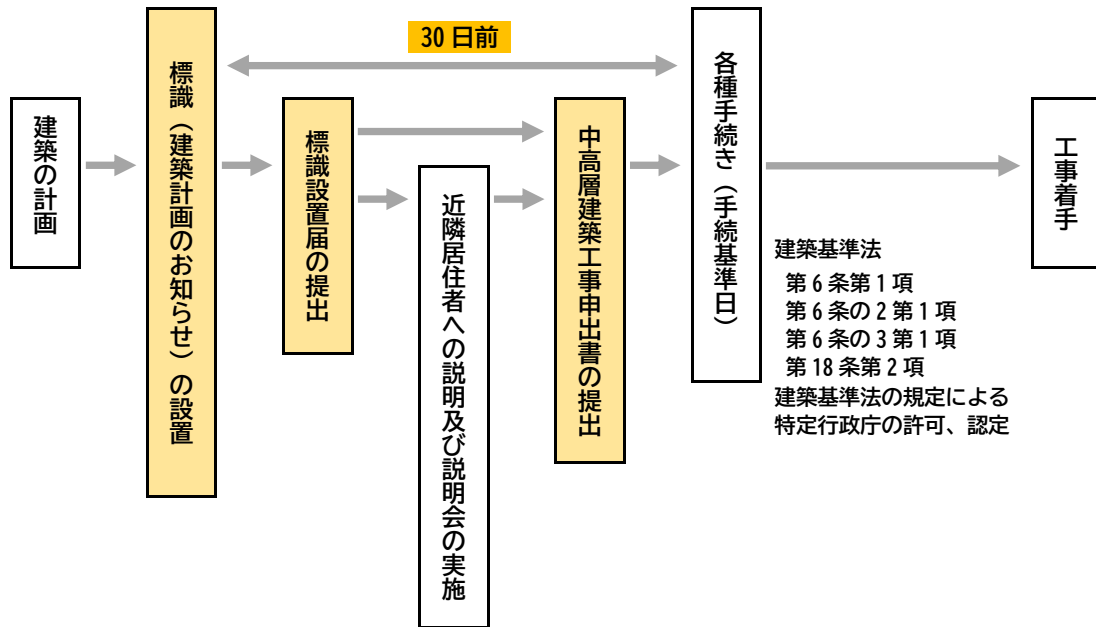 建築の計画
標識（建築計画のお知らせ）の設置
30 日前
標識設置届の提出
近隣居住者への説明及び説明会の実施
中高層建築工事申出書の提出
各種手続き（手続基準日）
建築基準法
第 6 条第 1 項
第 6 条の 2 第 1 項
第 6 条の 3 第 1 項
第 18 条第 2 項
建築基準法の規定による
特定行政庁の許可、認定
工事着手